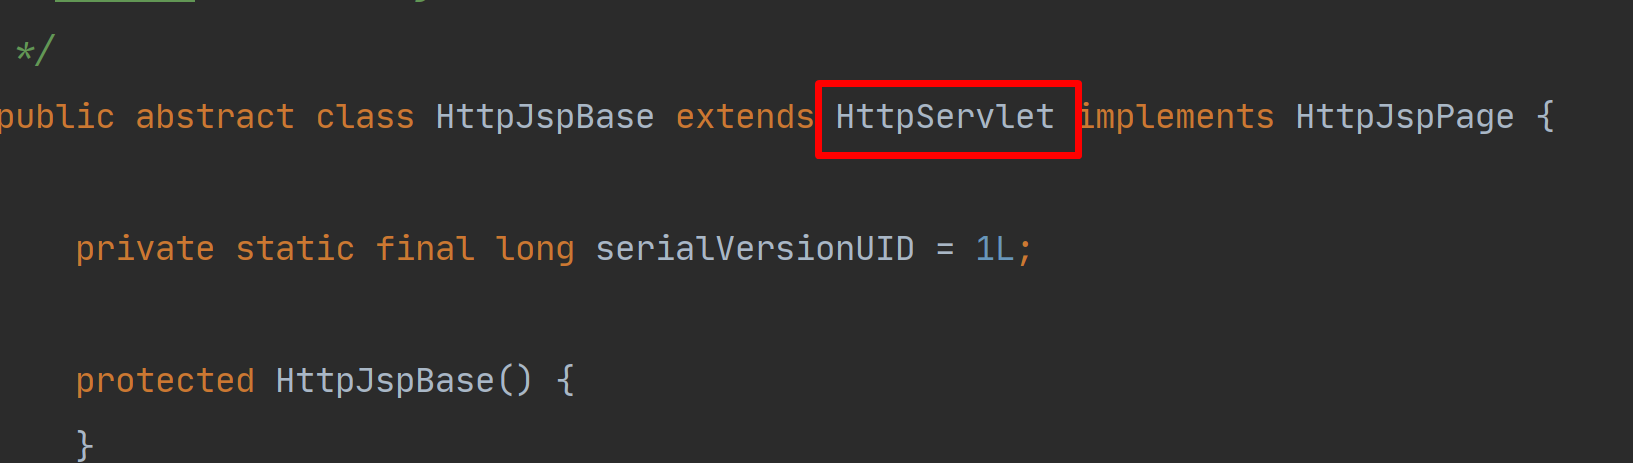 */
public abstract class HttpJspBase extends HttpServlet implements HttpJspPage {
private static final long serialVersionUID = 1L;
protected HttpJspBase() {
}